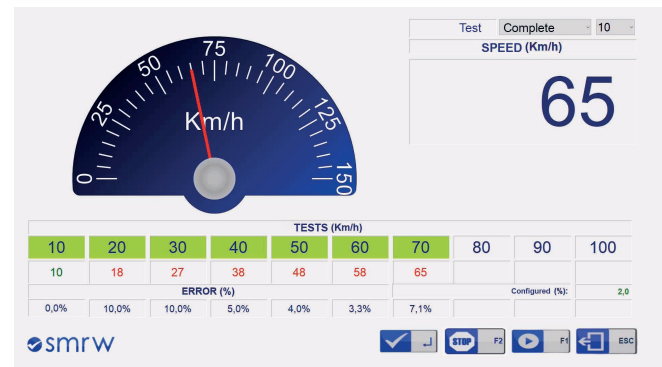 Test Complete 10
SPEED (Km/h)
65
0 25 50 75 100 125 150
Km/h
TESTS (Km/h)
10 20 30 40 50 60 70 80 90 100
10 18 27 38 48 58 65
ERROR (%) Configured (%): 2,0
0,0% 10,0% 10,0% 5,0% 4,0% 3,3% 7,1%
smrw
STOP F2 F1 ESC